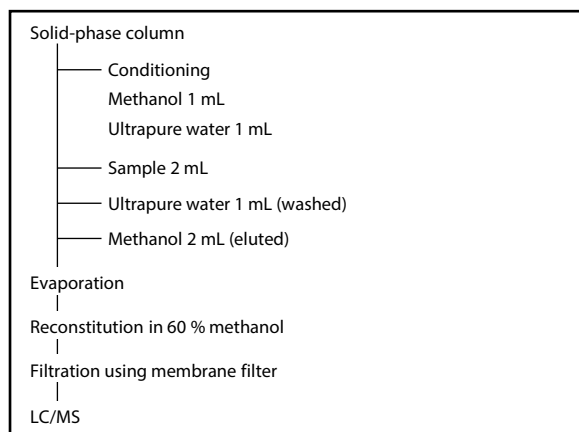 Solid-phase column
Conditioning
Methanol 1 mL
Ultrapure water 1 mL
Sample 2 mL
Ultrapure water 1 mL (washed)
Methanol 2 mL (eluted)
Evaporation
Reconstitution in 60 % methanol
Filtration using membrane filter
LC/MS